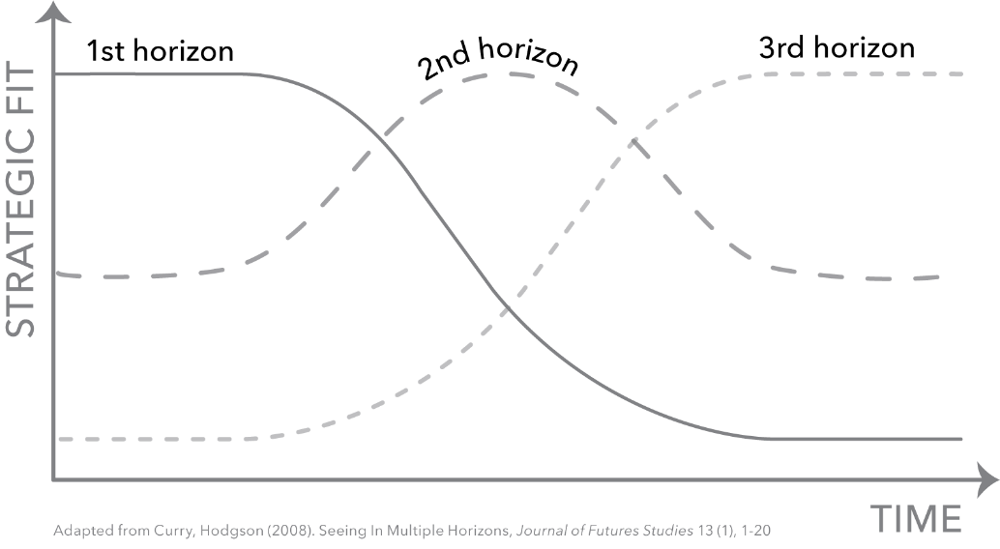 1st horizon
2nd horizon
3rd horizon
STRATEGIC FIT
TIME
Adapted from Curry, Hodgson (2008). Seeing In Multiple Horizons, Journal of Futures Studies 13 (1), 1-20